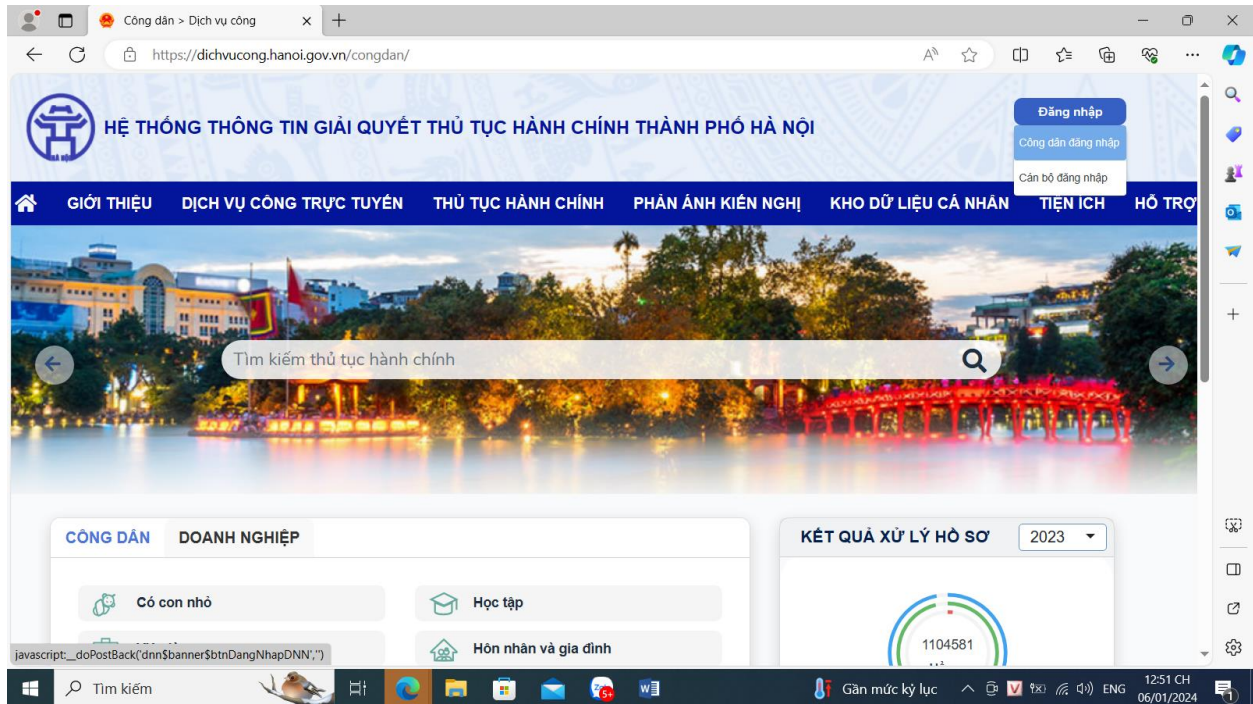 Công dân > Dịch vụ công
https://dichvucong.hanoi.gov.vn/congdan/
HÀ NỘI
HỆ THỐNG THÔNG TIN GIẢI QUYẾT THỦ TỤC HÀNH CHÍNH THÀNH PHỐ HÀ NỘI
Đăng nhập
Công dân đăng nhập
Cán bộ đăng nhập
GIỚI THIỆU DỊCH VỤ CÔNG TRỰC TUYẾN THỦ TỤC HÀNH CHÍNH PHẢN ÁNH KIẾN NGHỊ KHO DỮ LIỆU CÁ NHÂN TIỆN ÍCH HỖ TRỢ
Tìm kiếm thủ tục hành chính
CÔNG DÂN DOANH NGHIỆP
KẾT QUẢ XỬ LÝ HỒ SƠ 2023
Có con nhỏ Học tập
Hôn nhân và gia đình
1104581
javascript:__doPostBack('dnn$banner$btnDangNhapDNN','')
Tìm kiếm
Gần mức kỷ lục
ENG
12:51 CH
06/01/2024